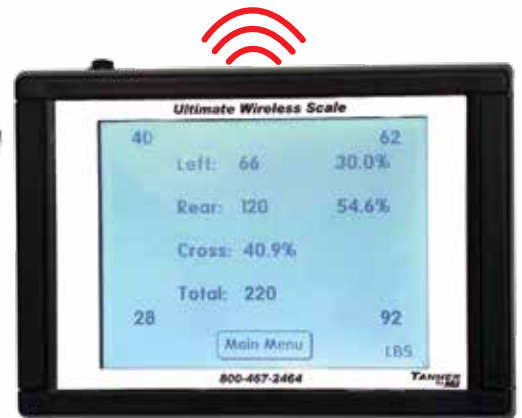 Ultimate Wireless Scale
40 62
Left: 66 30.0%
Rear: 120 54.6%
Cross: 40.9%
Total: 220
28 92
Main Menu LBS
800-467-2464 TANNER